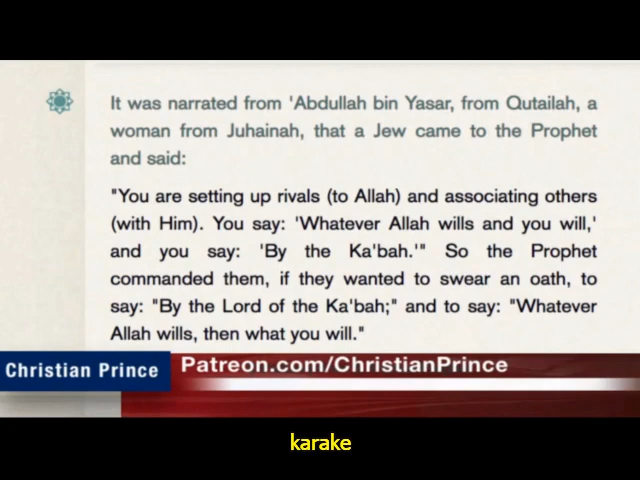 It was narrated from 'Abdullah bin Yasar, from Qutailah, a
woman from Juhainah, that a Jew came to the Prophet
and said:
"You are setting up rivals (to Allah) and associating others
(with Him). You say: 'Whatever Allah wills and you will,'
and you say: 'By the Ka'bah.'" So the Prophet
commanded them, if they wanted to swear an oath, to
say: "By the Lord of the Ka'bah;" and to say: "Whatever
Allah wills, then what you will."
Christian Prince
Patreon.com/ChristianPrince
karake